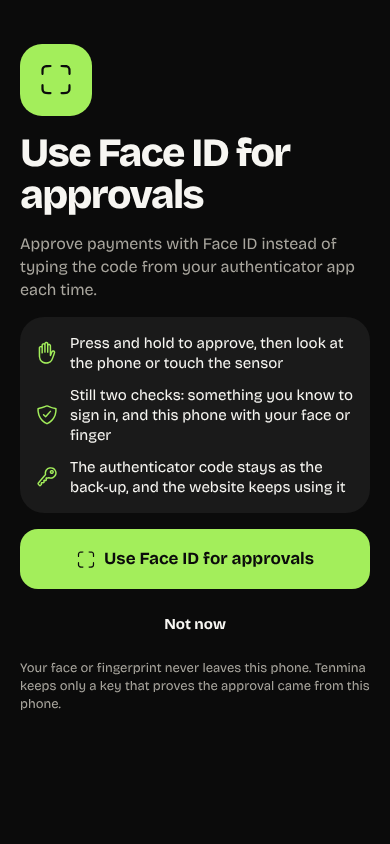 Use Face ID for
approvals
Approve payments with Face ID instead of
typing the code from your authenticator app
each time.
Press and hold to approve, then look at
the phone or touch the sensor
Still two checks: something you know to
sign in, and this phone with your face or
finger
The authenticator code stays as the
back-up, and the website keeps using it
Use Face ID for approvals
Not now
Your face or fingerprint never leaves this phone. Tenmina
keeps only a key that proves the approval came from this
phone.